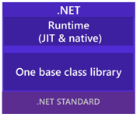 .NET
Runtime
(JIT & native)
One base class library
.NET STANDARD